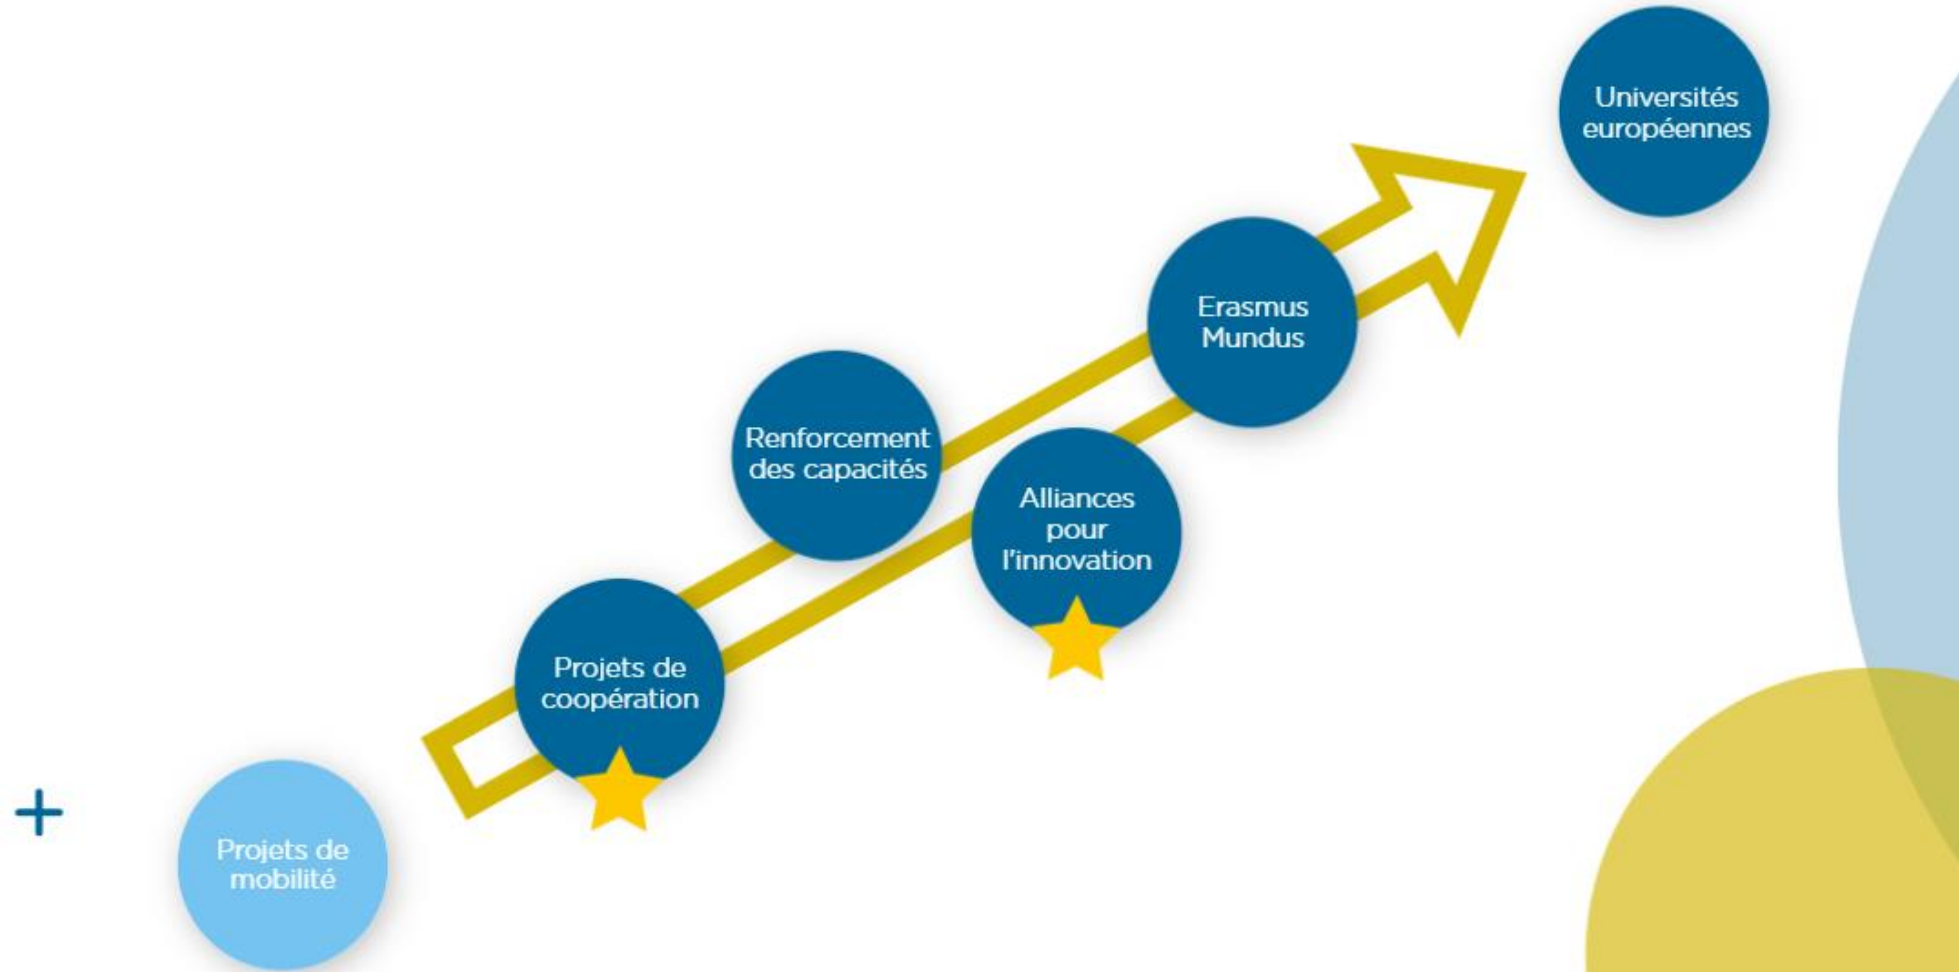 Universités
européennes
Erasmus
Mundus
Renforcement
des capacités
Alliances
pour
l'innovation
Projets de
coopération
+
Projets de
mobilité